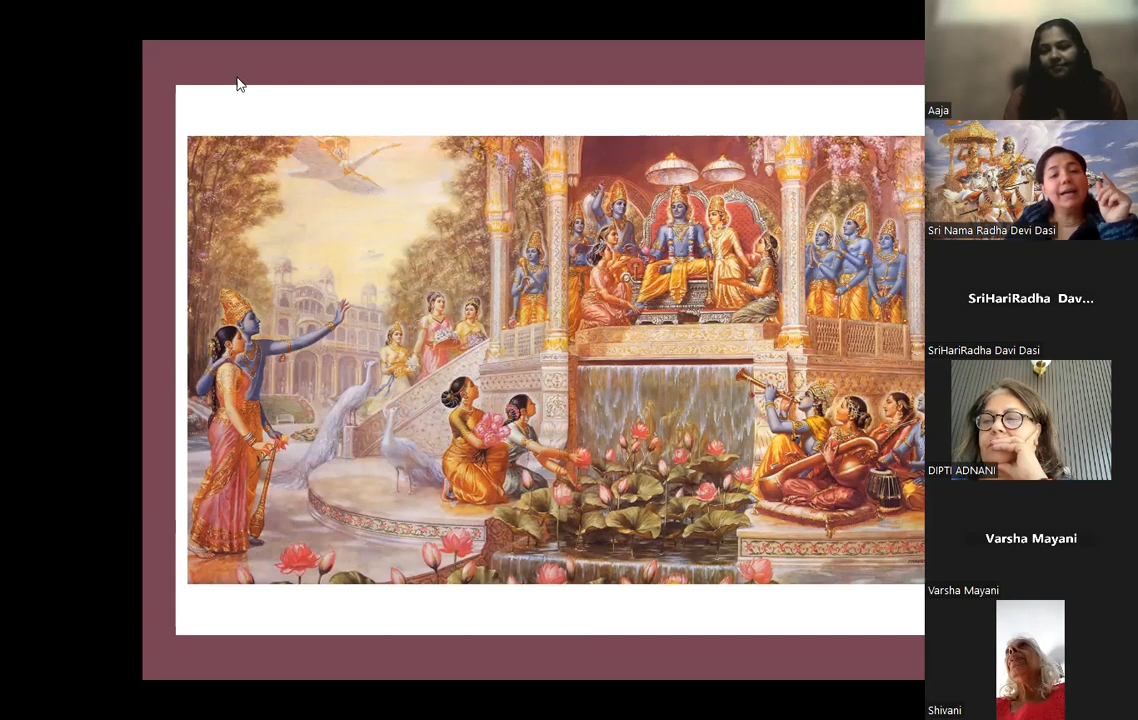 Aaja
Sri Nama Radha Devi Dasi
SriHariRadha Dav...
SriHariRadha Davi Dasi
DIPTI ADNANI
Varsha Mayani
Varsha Mayani
Shivani